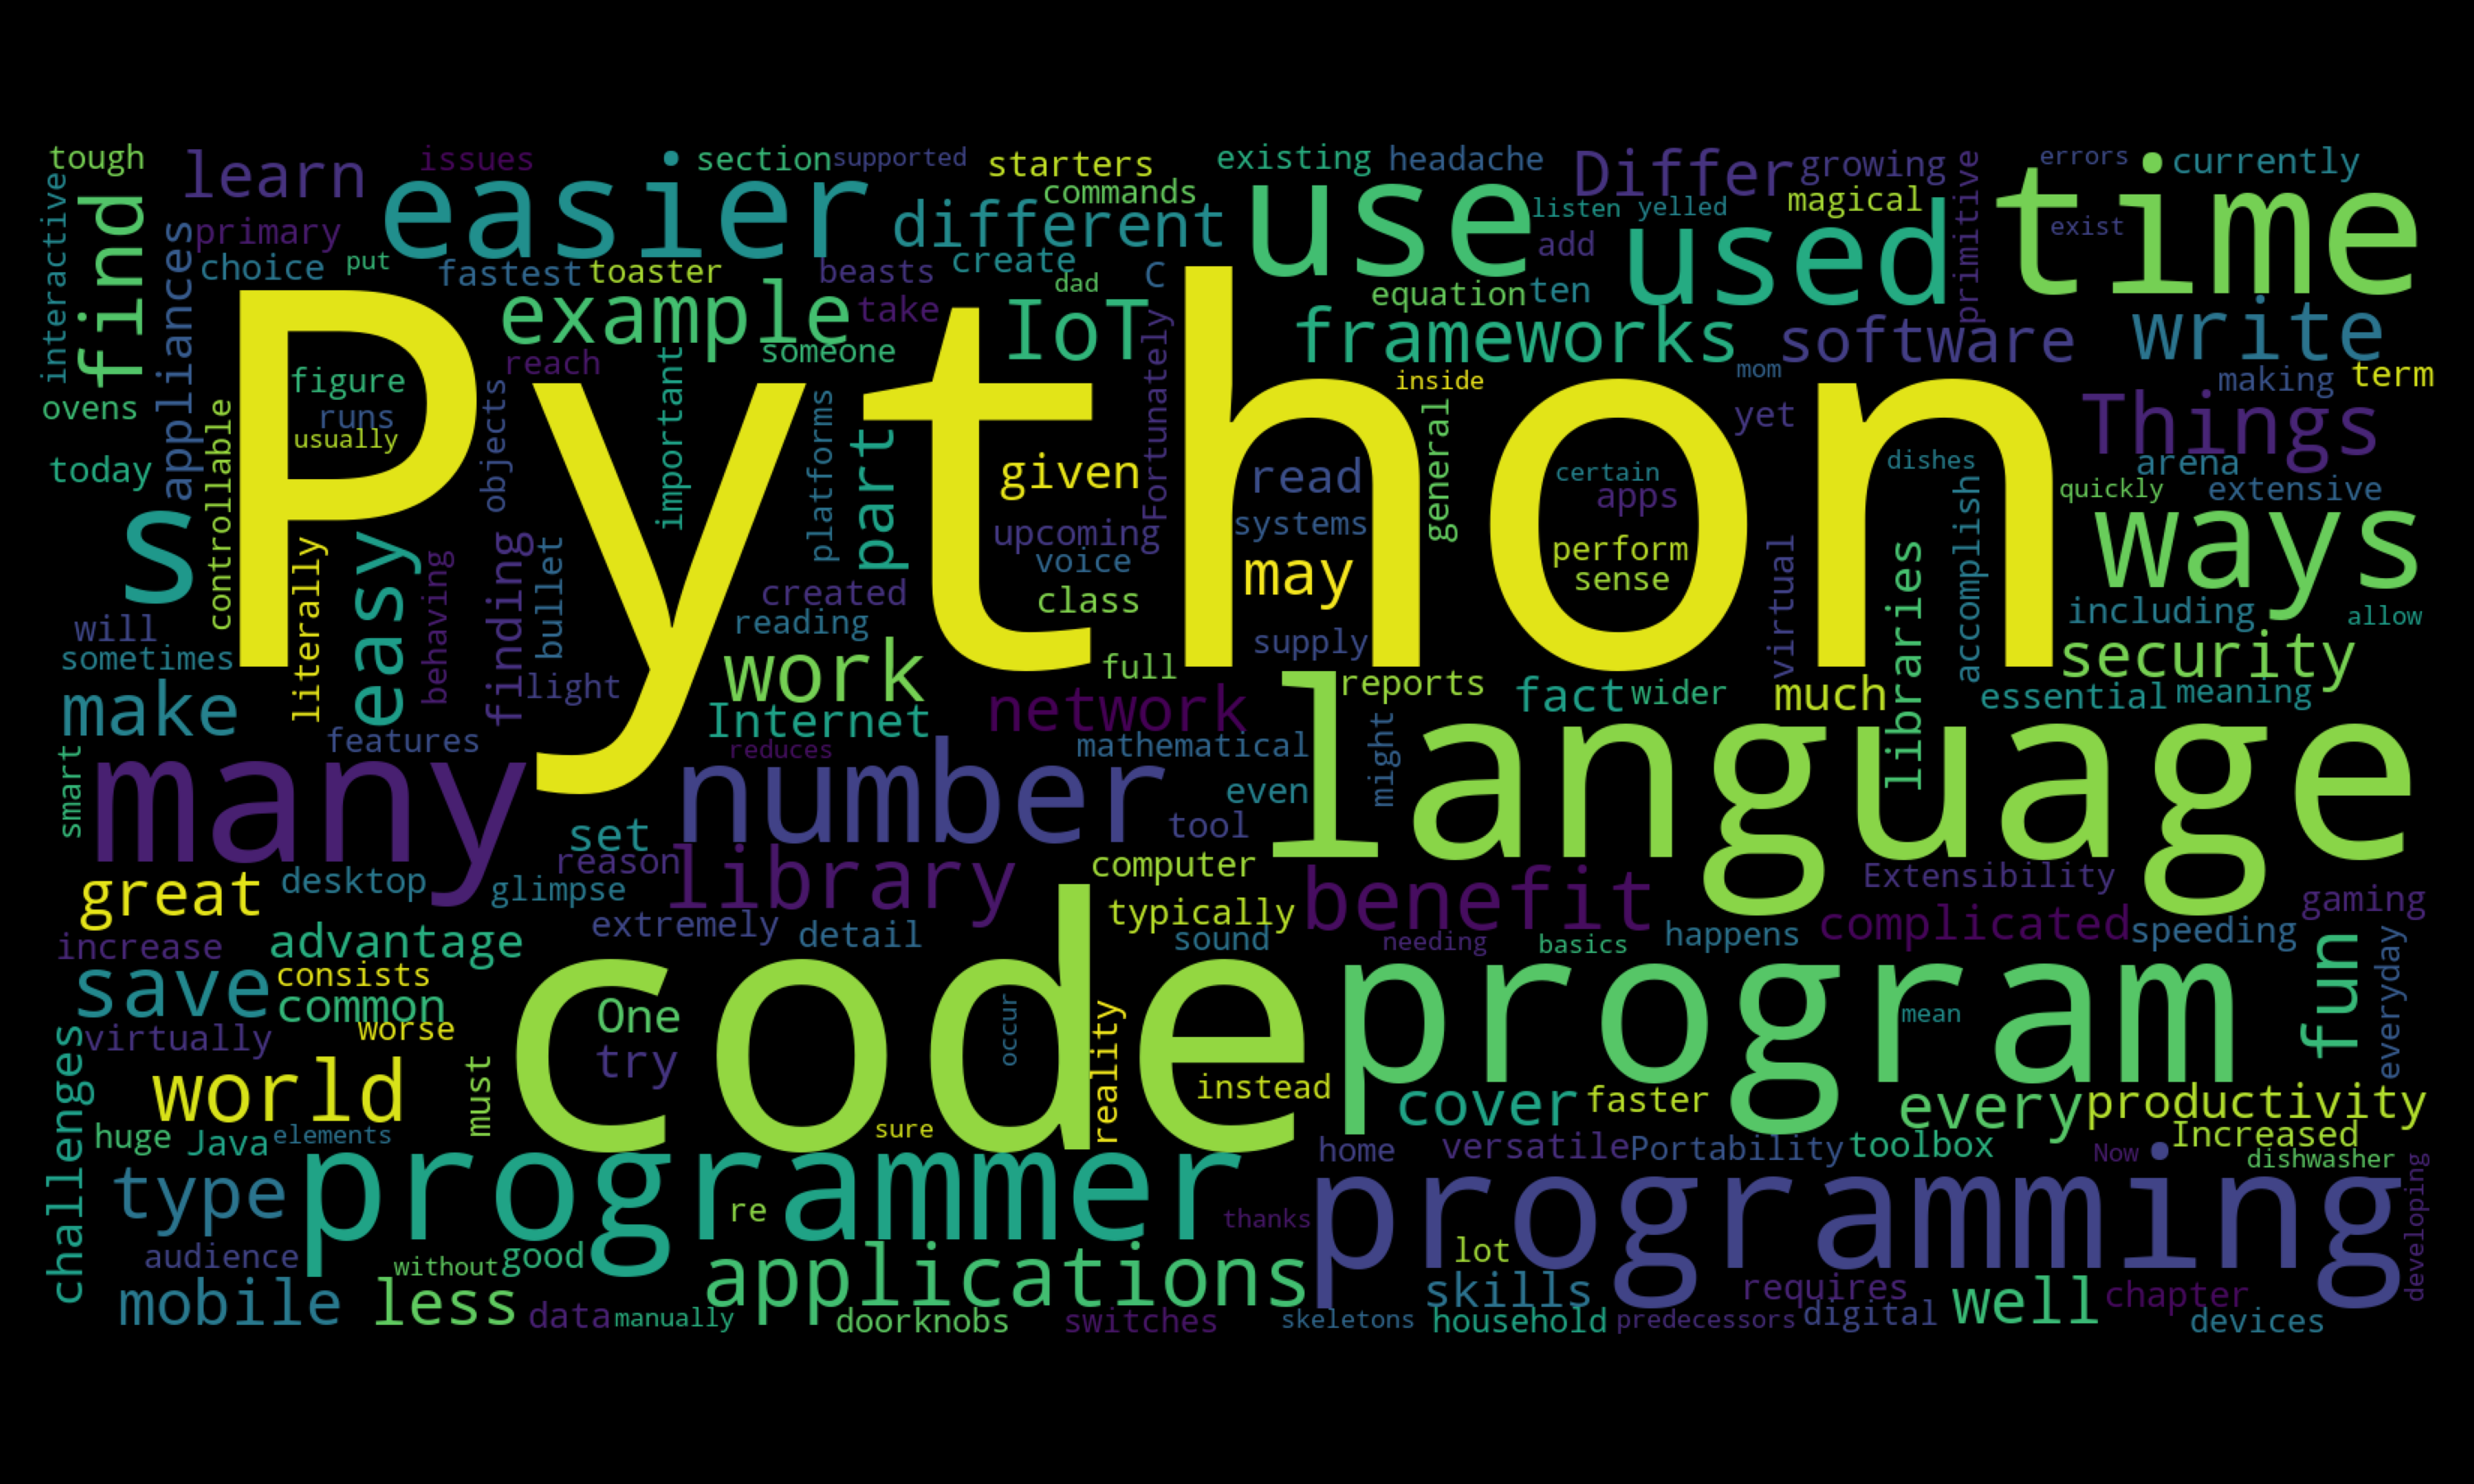 tough
learn
issues
easier
section
supported
starters
existing
headache
Differ
growing
primitive
errors
currently
interactive
find
appliances
primary
choice
put
fastest
toaster
different
commands
beasts
create
dad
C
use
listen
yelled
add
magical
used
exist
time
example
take
IoT
equation
ten
frameworks
software
write
reach
someone
Fortunately
mom
making
term
ovens
figure
runs
usually
objects
important
platforms
part
inside
general
yet
Things
today
controllable
s
Python
given
read
certain
apps
dishes
arena
quickly
extensive
literally
easy
behaving
finding
bullet
upcoming
systems
voice
may
perform
sense
virtual
libraries
accomplish
ways
created
class
reading
including
allow
will
sometimes
work
full
supply
security
make
light
Internet
network
reports
fact
wider
much
essential
meaning
features
reduces
mathematical
might
language
smart
many
number
even
set
tool
reason
library
computer
great
desktop
glimpse
benefit
Extensibility
gaming
typically
increase
advantage
extremely
detail
sound
needing
basics
happens
complicated
speeding
save
consists
common
code
program
fun
everyday
virtually
worse
One
try
occur
reality
mean
challenges
world
must
instead
cover
faster
every
productivity
huge
Java
elements
sure
home
versatile
Portability
toolbox
Now
Increased
dishwasher
type
programmer
re
thanks
programming
developing
audience
without
good
applications
lot
mobile
less
data
manually
doorknobs
switches
skeletons
skills
household
requires
predecessors
digital
well
chapter
devices